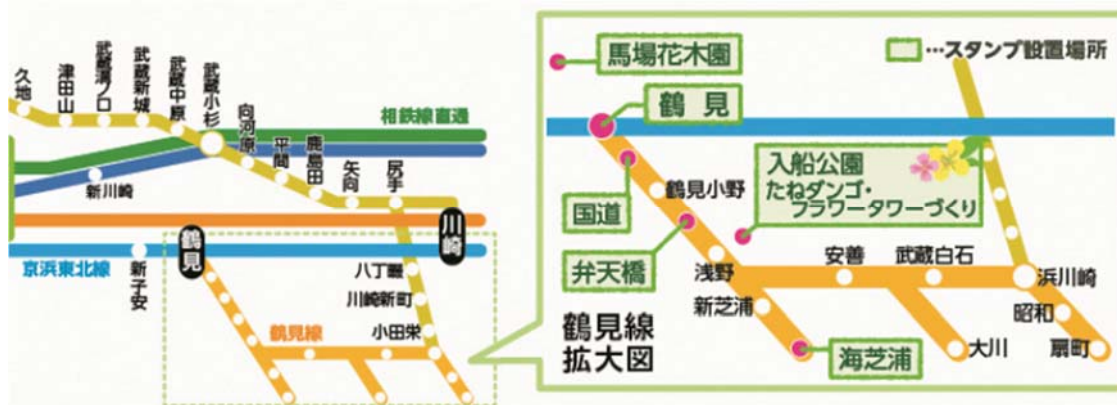 久地
津田山
武蔵溝ノ口
武蔵新城
武蔵中原
武蔵小杉
向河原
平間
鹿島田
矢向
尻手
相鉄線直通
新川崎
鶴見
川崎
京浜東北線
新子安
八丁畷
川崎新町
小田栄
鶴見線
馬場花木園
…スタンプ設置場所
鶴見
国道
鶴見小野
入船公園
たねダンゴ・
フラワータワーづくり
弁天橋
浅野
安善
武蔵白石
浜川崎
新芝浦
昭和
鶴見線
拡大図
海芝浦
大川
扇町